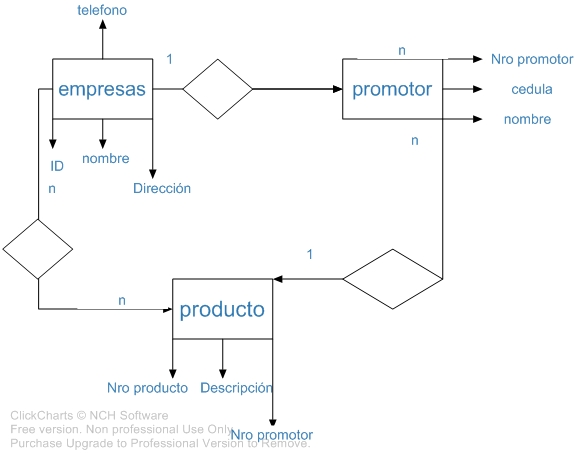 telefono
1
n
Nro promotor
empresas
promotor
cedula
nombre
n
ID
nombre
n
Dirección
1
n
producto
Nro producto
Descripción
ClickCharts © NCH Software
Free version. Non professional Use Only.
Nro promotor
Purchase Upgrade to Professional Version to Remove.